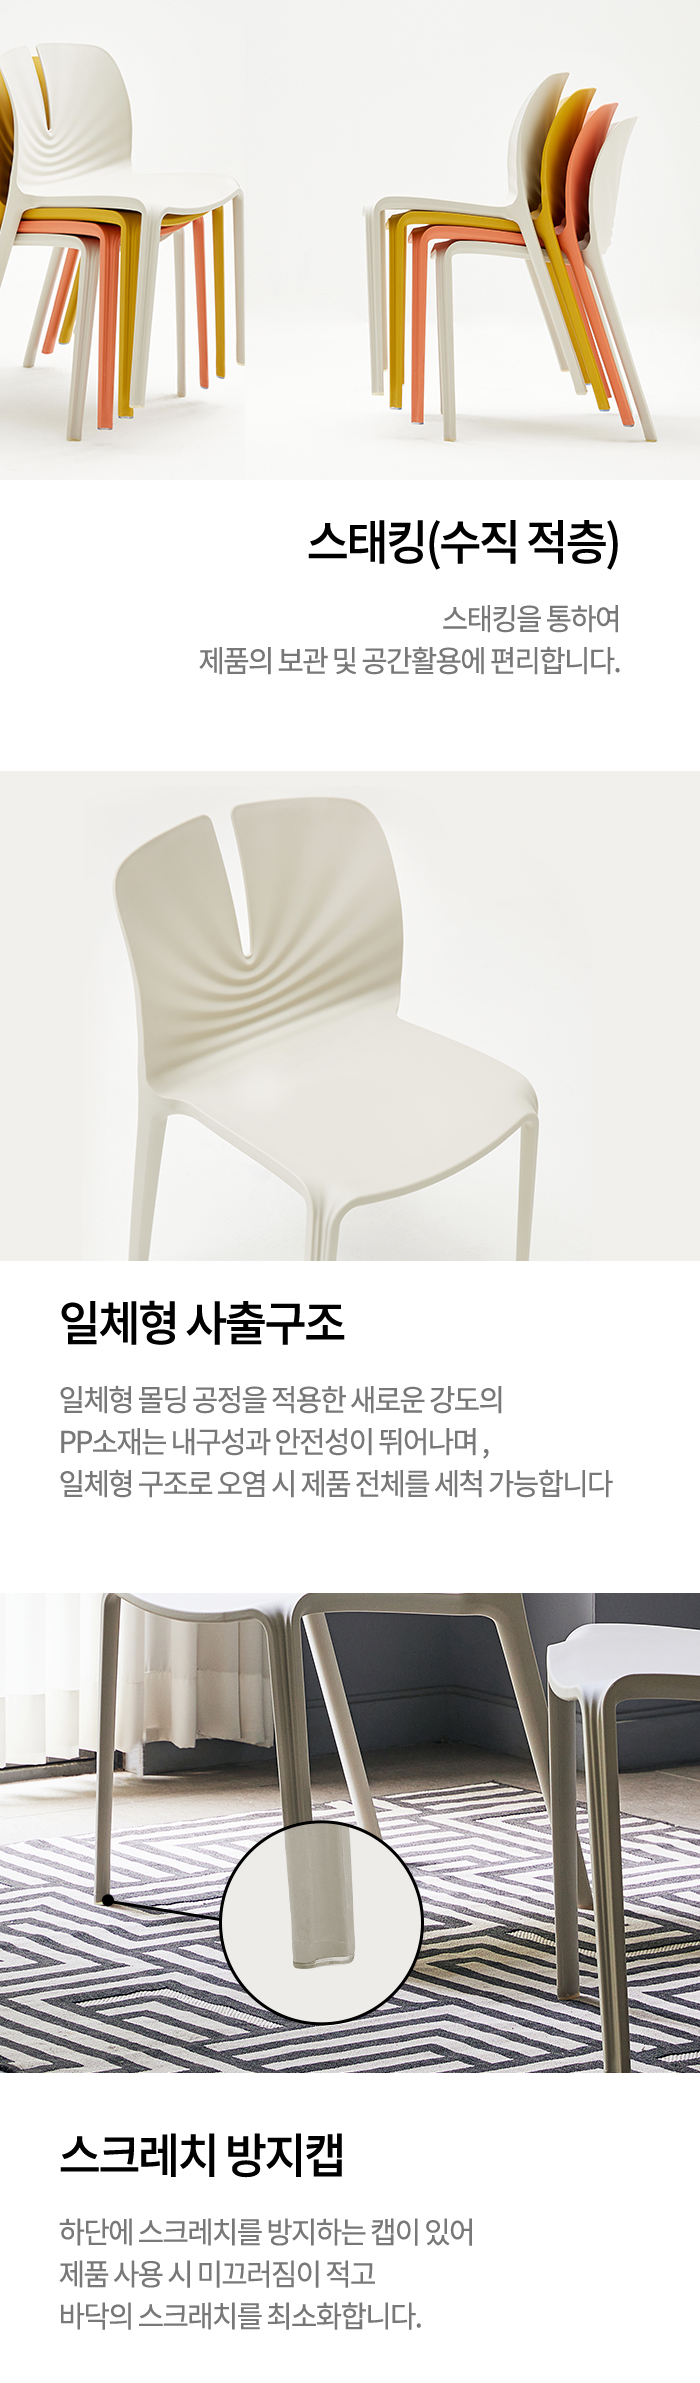 스태킹(수직 적층)
스태킹을 통하여
제품의 보관 및 공간활용에 편리합니다.
일체형 사출구조
일체형 몰딩 공정을 적용한 새로운 강도의
PP소재는 내구성과 안전성이 뛰어나며 ,
일체형 구조로 오염 시 제품 전체를 세척 가능합니다
스크레치 방지캡
하단에 스크레치를 방지하는 캡이 있어
제품 사용 시 미끄러짐이 적고
바닥의 스크래치를 최소화합니다.